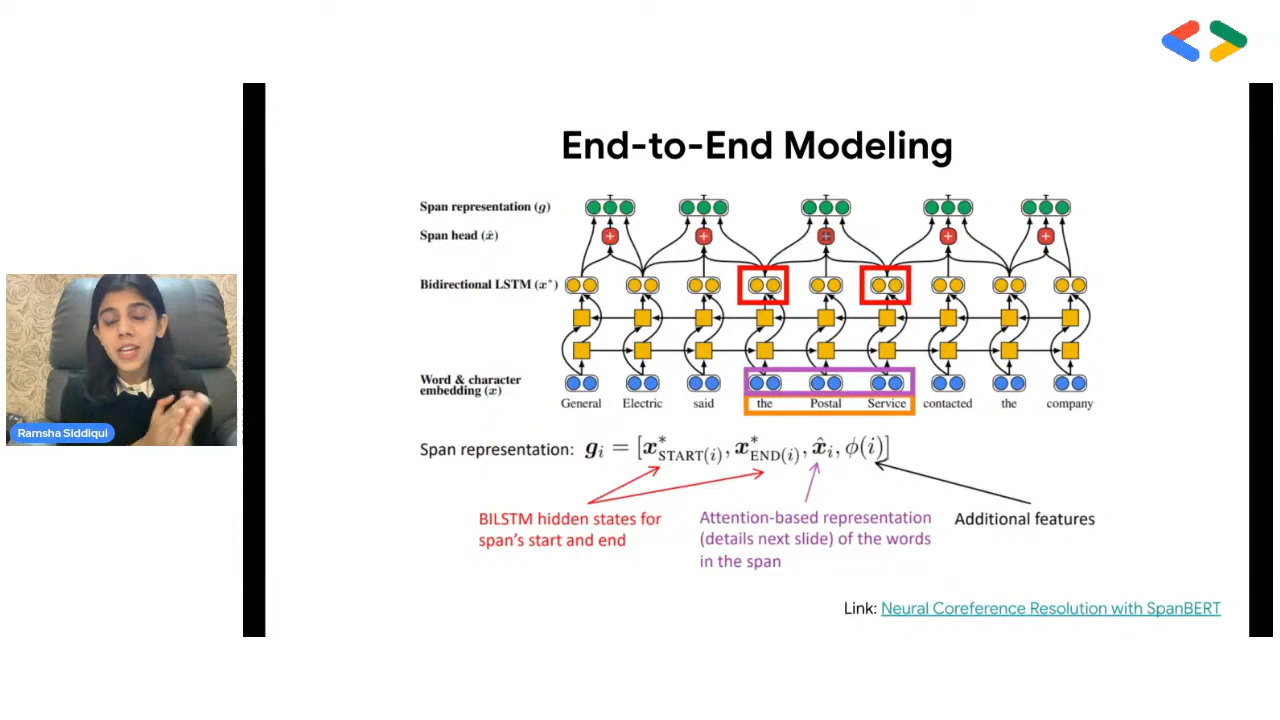 End-to-End Modeling
Span representation (g)
Span head (x̂)
Bidirectional LSTM (x*)
Word & character
embedding (x)
General Electric said the Postal Service contacted the company
Span representation: gᵢ = [x*START(i), x*END(i), x̂ᵢ, ϕ(i)]
BILSTM hidden states for
span's start and end
Attention-based representation
(details next slide) of the words
in the span
Additional features
Link: Neural Coreference Resolution with SpanBERT
Ramsha Siddiqui